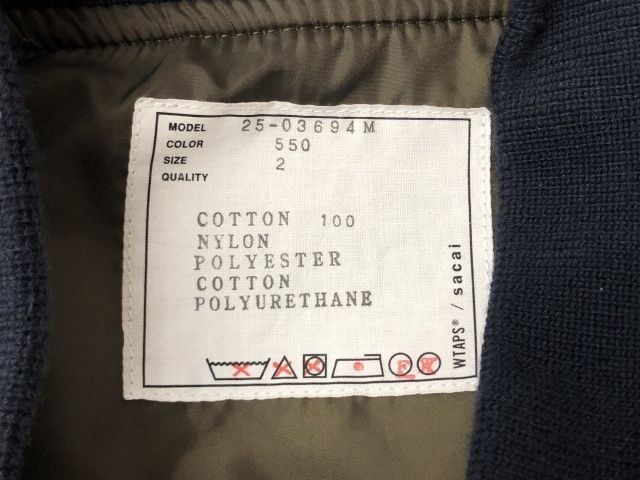 MODEL 25-03694M
COLOR 550
SIZE 2
QUALITY
COTTON 100
NYLON
POLYESTER
COTTON
POLYURETHANE
WTAPS® / sacai
F W